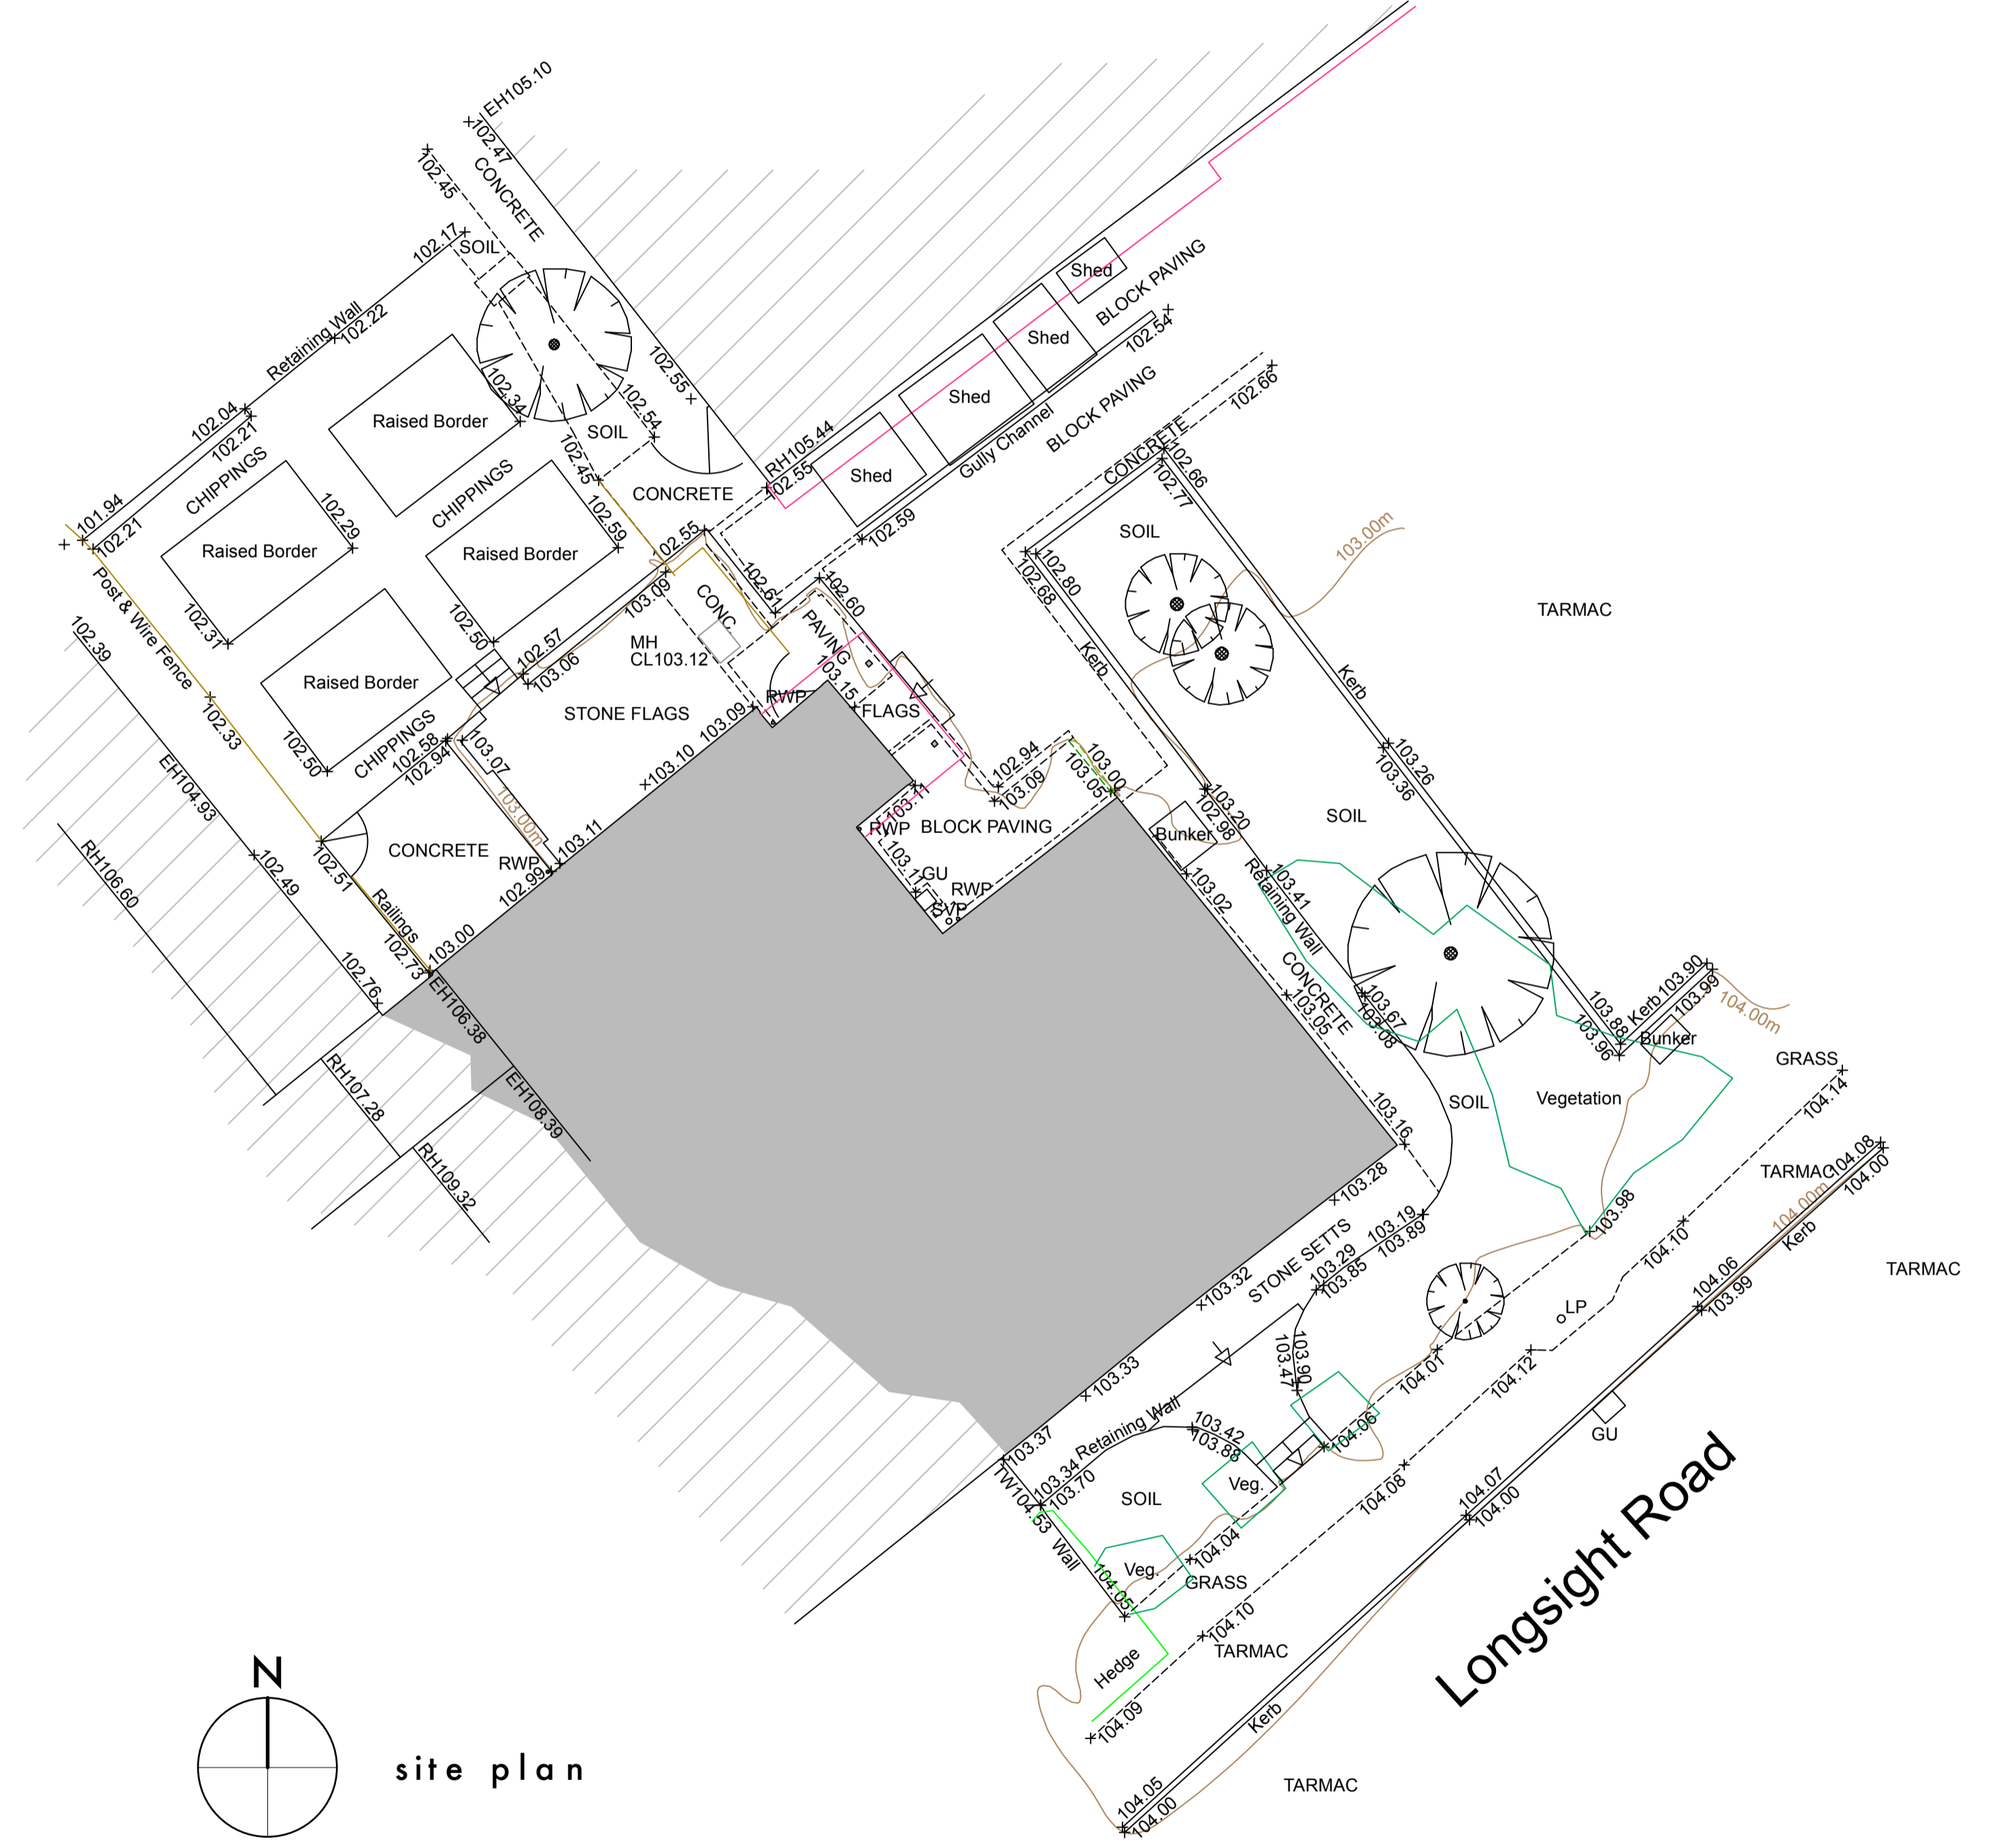 EH105.10
102.47
CONCRETE
102.45
102.17
SOIL
Retaining Wall
102.22
102.04
102.21
CHIPPINGS
101.94
102.21
Raised Border
102.34
102.29
Raised Border
102.31
CHIPPINGS
Raised Border
102.59
102.50
Raised Border
102.50
CHIPPINGS
Post & Wire Fence
102.39
102.33
EH104.93
RH106.60
102.49
102.51
Railings
102.73
102.76
103.00
EH106.38
RH107.28
EH108.39
RH109.32
102.55
102.54
SOIL
102.45
CONCRETE
RH105.44
102.55
Shed
Shed
Shed
Shed
BLOCK PAVING
102.54
Gully Channel
BLOCK PAVING
102.59
102.66
102.55
103.09
102.61
CONC.
102.60
PAVING
MH
CL103.12
102.57
103.06
STONE FLAGS
103.09
RWP
103.15
FLAGS
102.58
102.94
103.07
103.00m
103.10
103.11
CONCRETE
RWP
102.99
103.11
RWP
BLOCK PAVING
103.11
GU
RWP
SVP
102.94
103.09
103.00
103.05
CONCRETE
102.66
102.77
SOIL
102.80
102.68
Kerb
103.00m
TARMAC
Kerb
103.26
103.36
SOIL
103.20
102.98
Bunker
103.02
103.41
Retaining Wall
CONCRETE
103.05
103.67
103.08
103.88
103.96
Kerb
103.90
103.99
104.00m
Bunker
GRASS
104.14
Vegetation
SOIL
103.16
103.28
103.19
103.89
STONE SETTS
103.29
103.85
103.32
103.98
TARMAC
104.08
104.00
104.00m
Kerb
104.10
TARMAC
104.06
103.99
LP
104.12
104.01
103.90
103.47
103.33
Retaining Wall
103.42
103.88
104.06
103.37
103.34
103.70
TW104.53
Wall
SOIL
Veg.
Veg.
104.05
104.04
GRASS
104.08
104.10
TARMAC
Hedge
104.09
GU
104.07
104.00
Kerb
104.05
104.00
TARMAC
Longsight Road
N
site plan